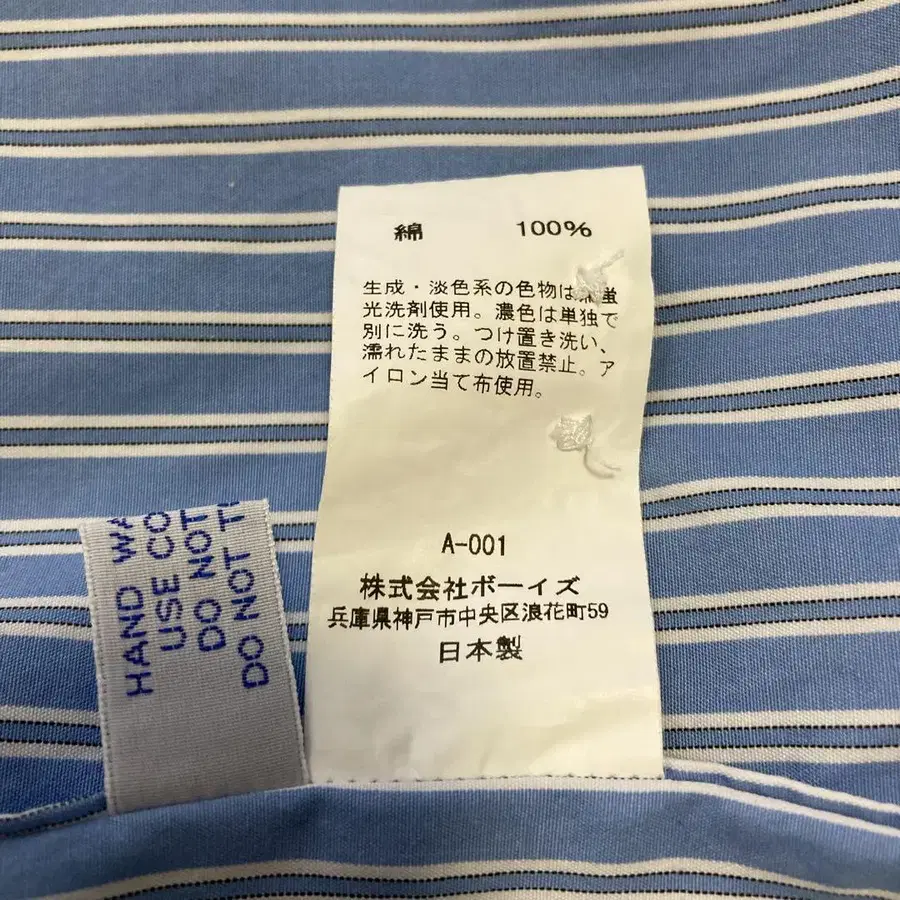 綿 100%
生成・淡色系の色物は 蛍
光洗剤使用。濃色は単独で
別に洗う。つけ置き洗い、
濡れたままの放置禁止。ア
イロン当て布使用。
A-001
株式会社ボーイズ
兵庫県神戸市中央区浪花町59
日本製
HAND
USE
DO NOT
DO NOT